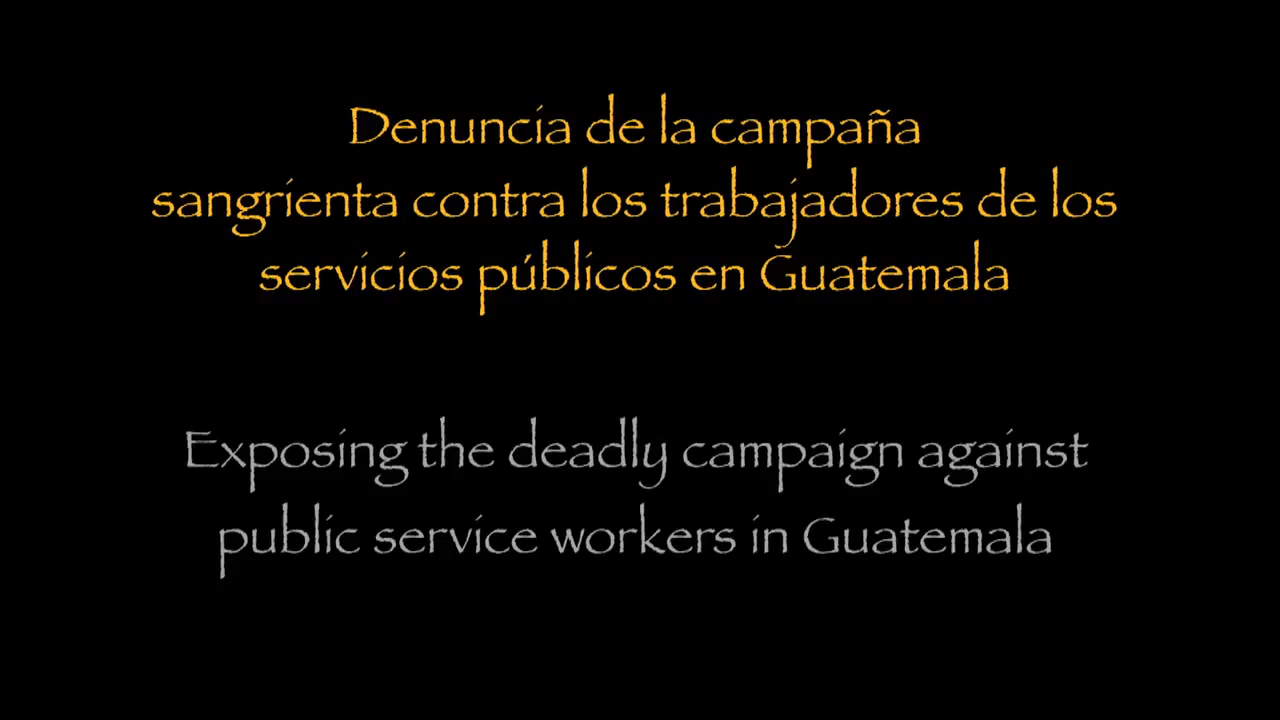 Denuncia de la campaña
sangrienta contra los trabajadores de los
servicios públicos en Guatemala
Exposing the deadly campaign against
public service workers in Guatemala